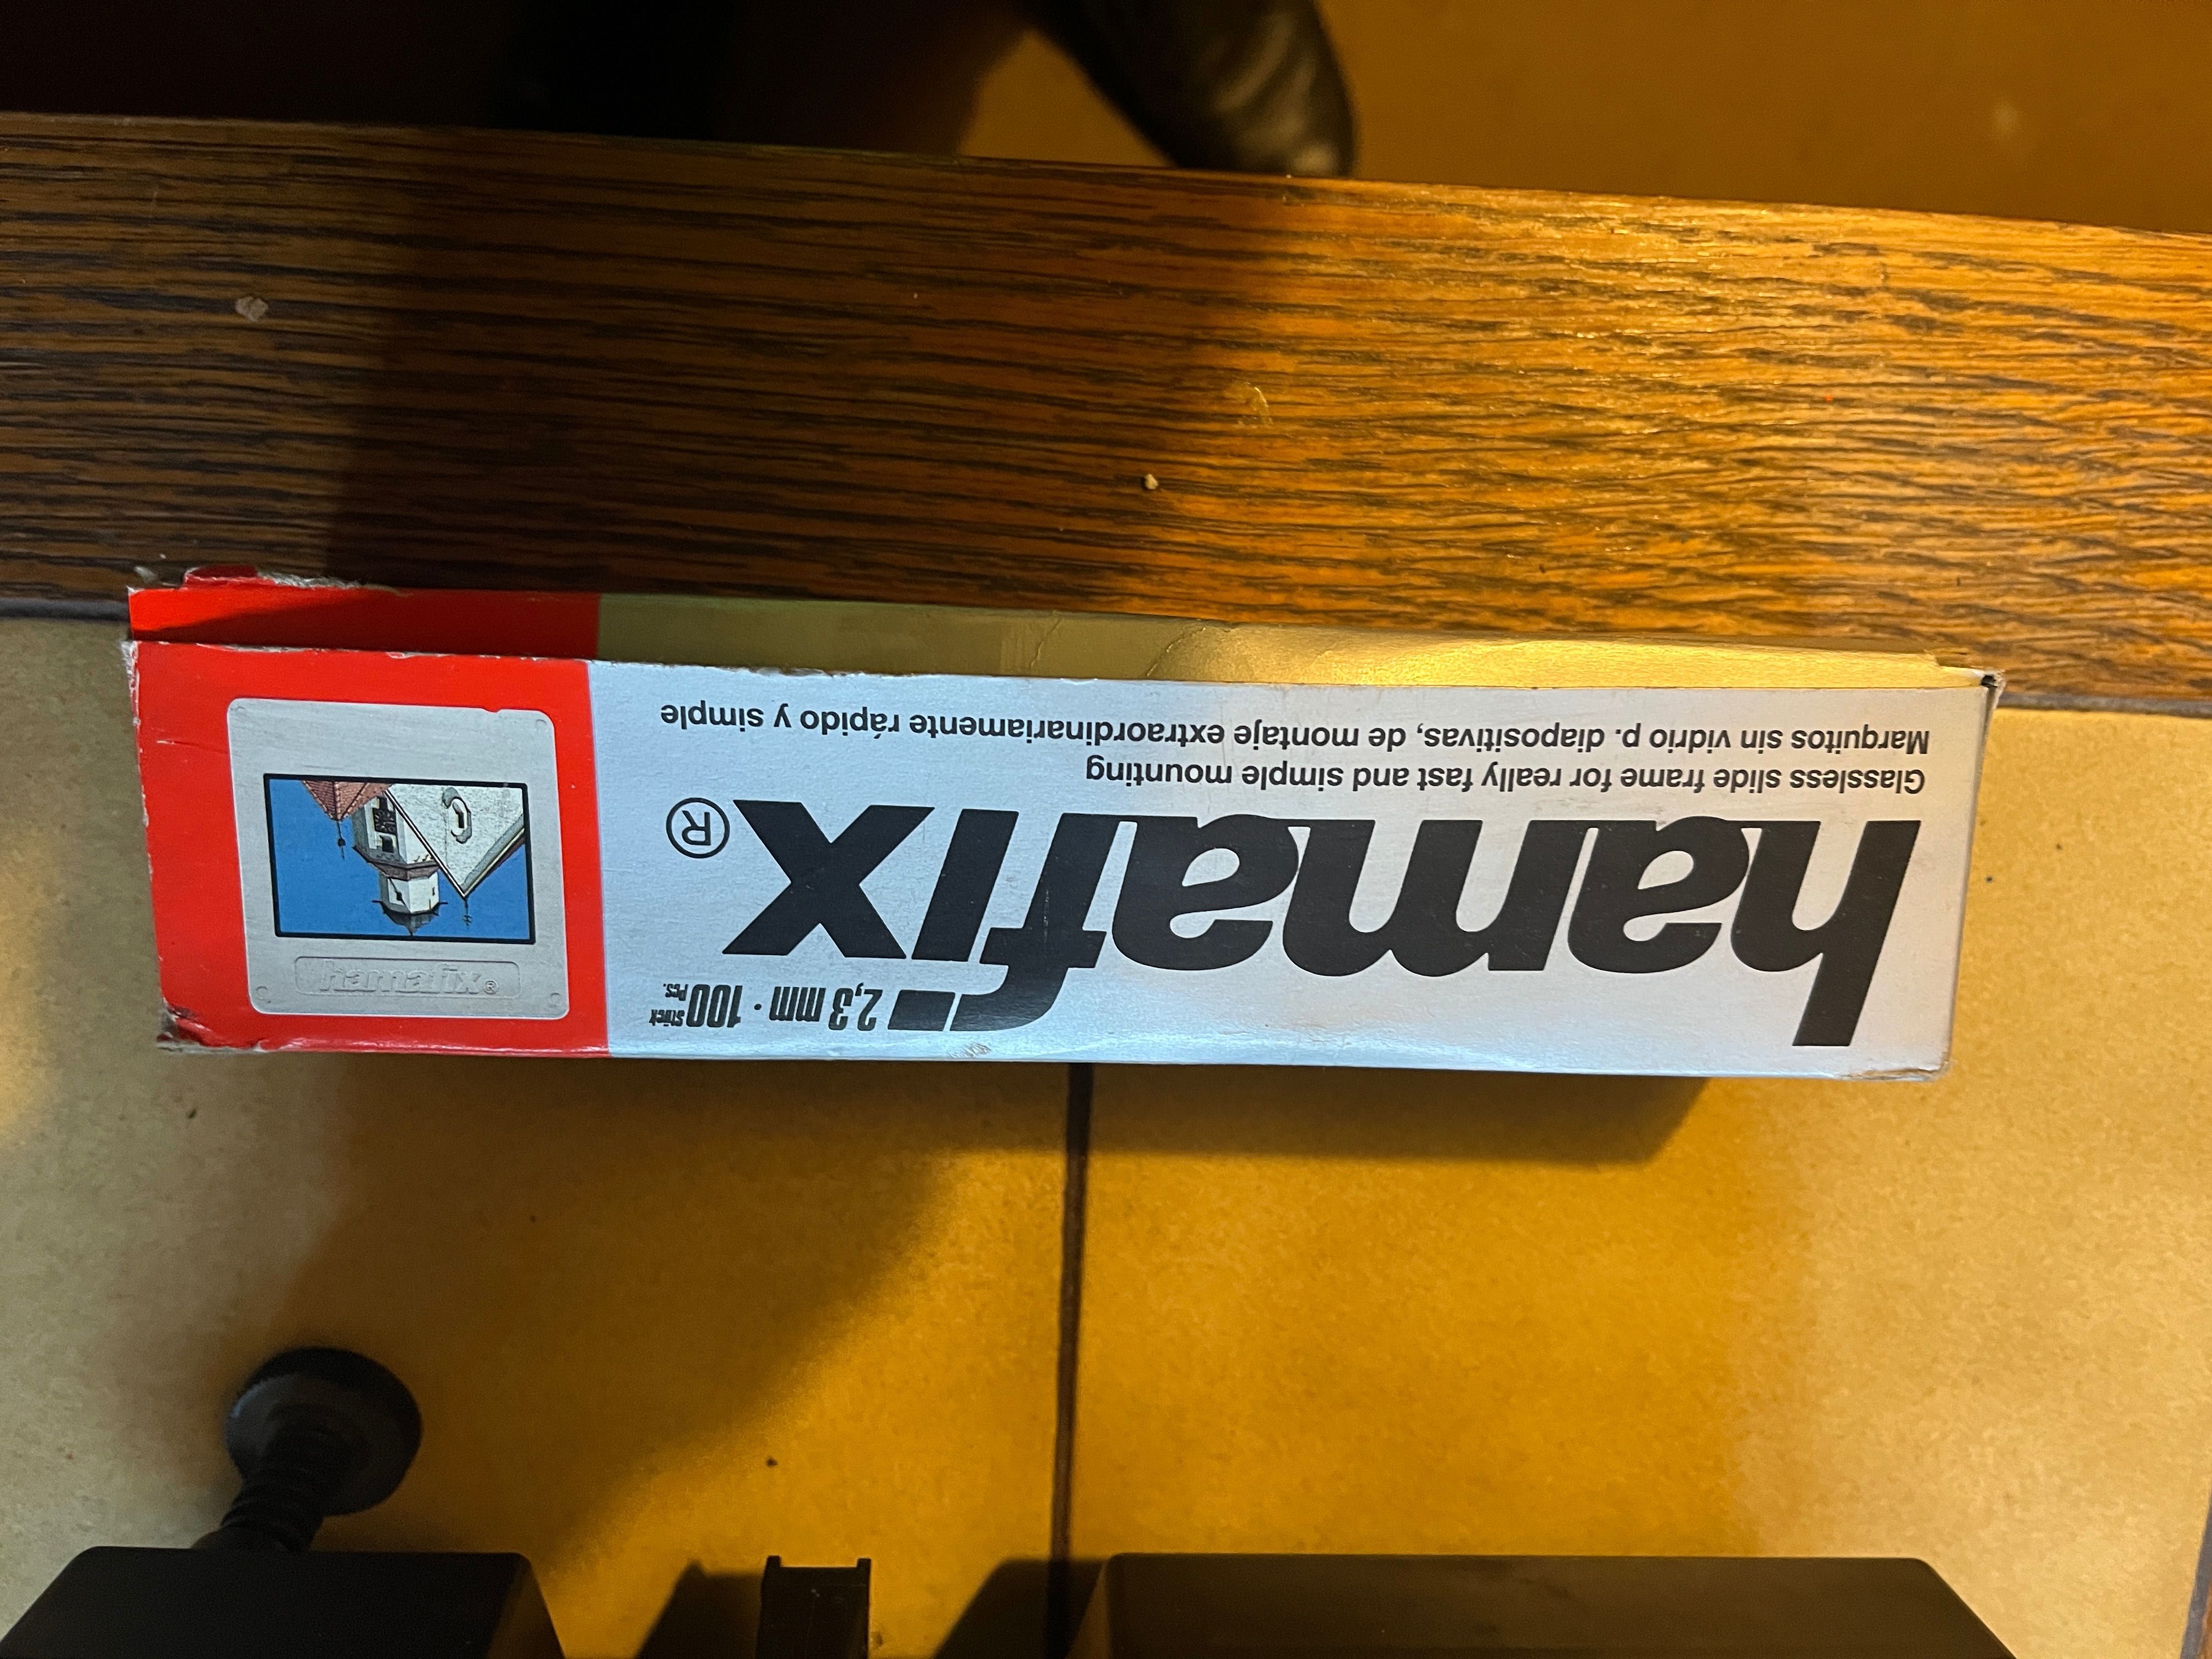 2,3 mm · 100 Stück Pcs.
hamafix®
Glassless slide frame for really fast and simple mounting
Marquitos sin vidrio p. diapositivas, de montaje extraordinariamente rápido y simple
hamafix®